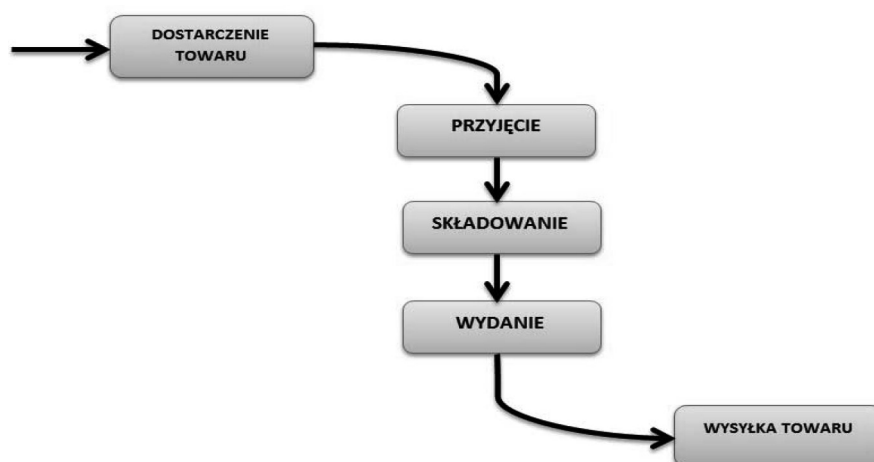 DOSTARCZENIE
TOWARU
PRZYJĘCIE
SKŁADOWANIE
WYDANIE
WYSYŁKA TOWARU